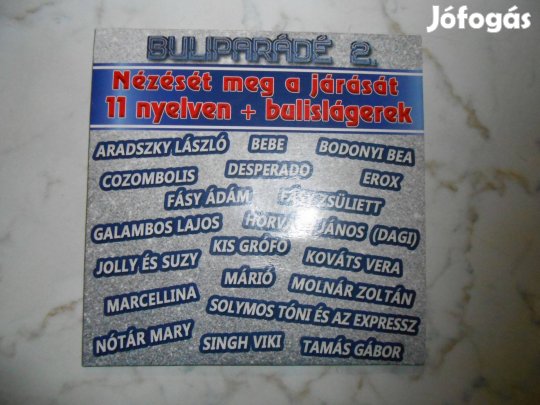 Jófogás
BULIPARÁDÉ 2.
Nézését meg a járását
11 nyelven + bulislágerek
ARADSZKY LÁSZLÓ BEBE BODONYI BEA
COZOMBOLIS DESPERADO EROX
FÁSY ÁDÁM ZSÜLIETT
GALAMBOS LAJOS JÁNOS (DAGI)
KIS GRÓFO
JOLLY ÉS SUZY KOVÁTS VERA
MÁRIÓ MOLNÁR ZOLTÁN
MARCELLINA
SOLYMOS TÓNI ÉS AZ EXPRESSZ
NÓTÁR MARY SINGH VIKI TAMÁS GÁBOR